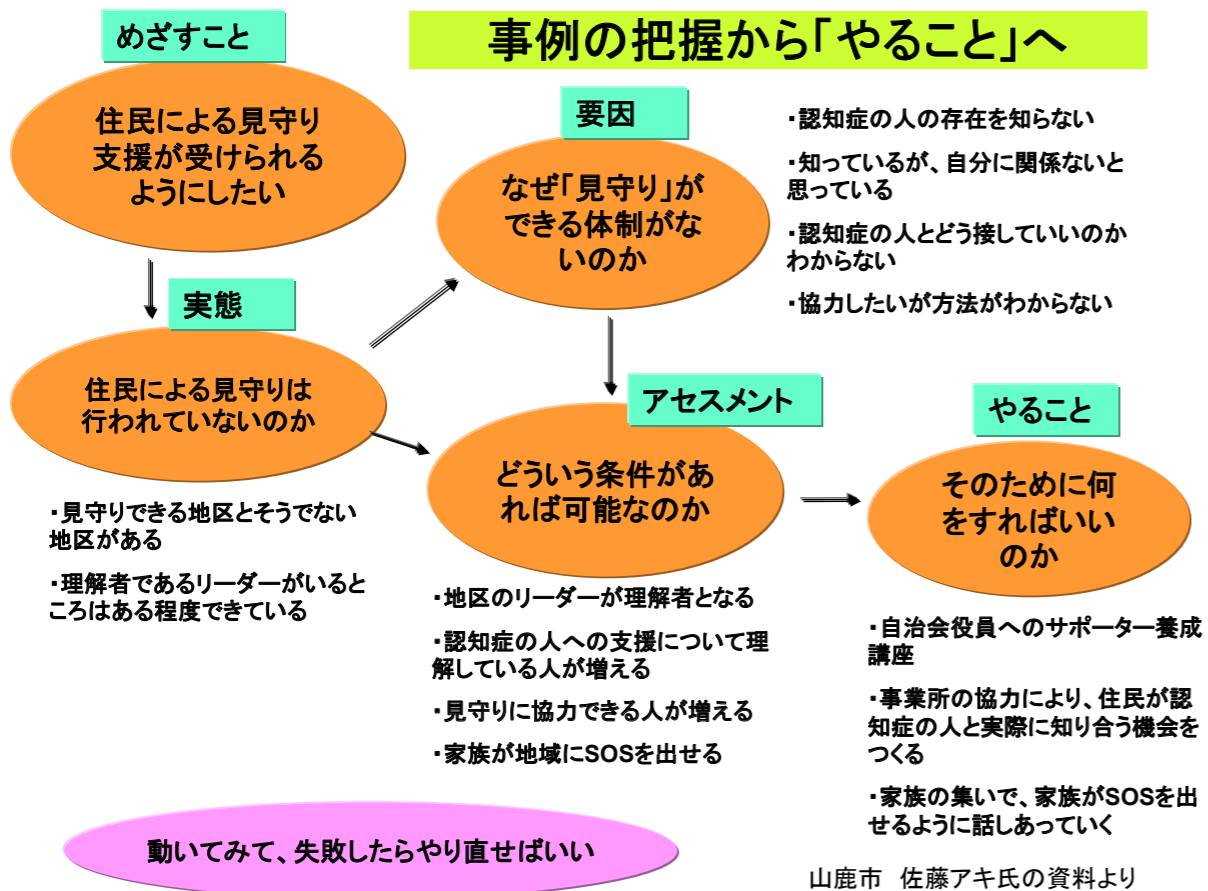 めざすこと
事例の把握から「やること」へ
住民による見守り
支援が受けられる
ようにしたい
要因
なぜ「見守り」が
できる体制がな
いのか
・認知症の人の存在を知らない
・知っているが、自分に関係ないと
思っている
・認知症の人とどう接していいのか
わからない
・協力したいが方法がわからない
実態
住民による見守りは
行われていないのか
・見守りできる地区とそうでない
地区がある
・理解者であるリーダーがいると
ころはある程度できている
アセスメント
どういう条件があ
れば可能なのか
・地区のリーダーが理解者となる
・認知症の人への支援について理
解している人が増える
・見守りに協力できる人が増える
・家族が地域にSOSを出せる
やること
そのために何
をすればいい
のか
・自治会役員へのサポーター養成
講座
・事業所の協力により、住民が認
知症の人と実際に知り合う機会を
つくる
・家族の集いで、家族がSOSを出
せるように話しあっていく
動いてみて、失敗したらやり直せばいい
山鹿市 佐藤アキ氏の資料より